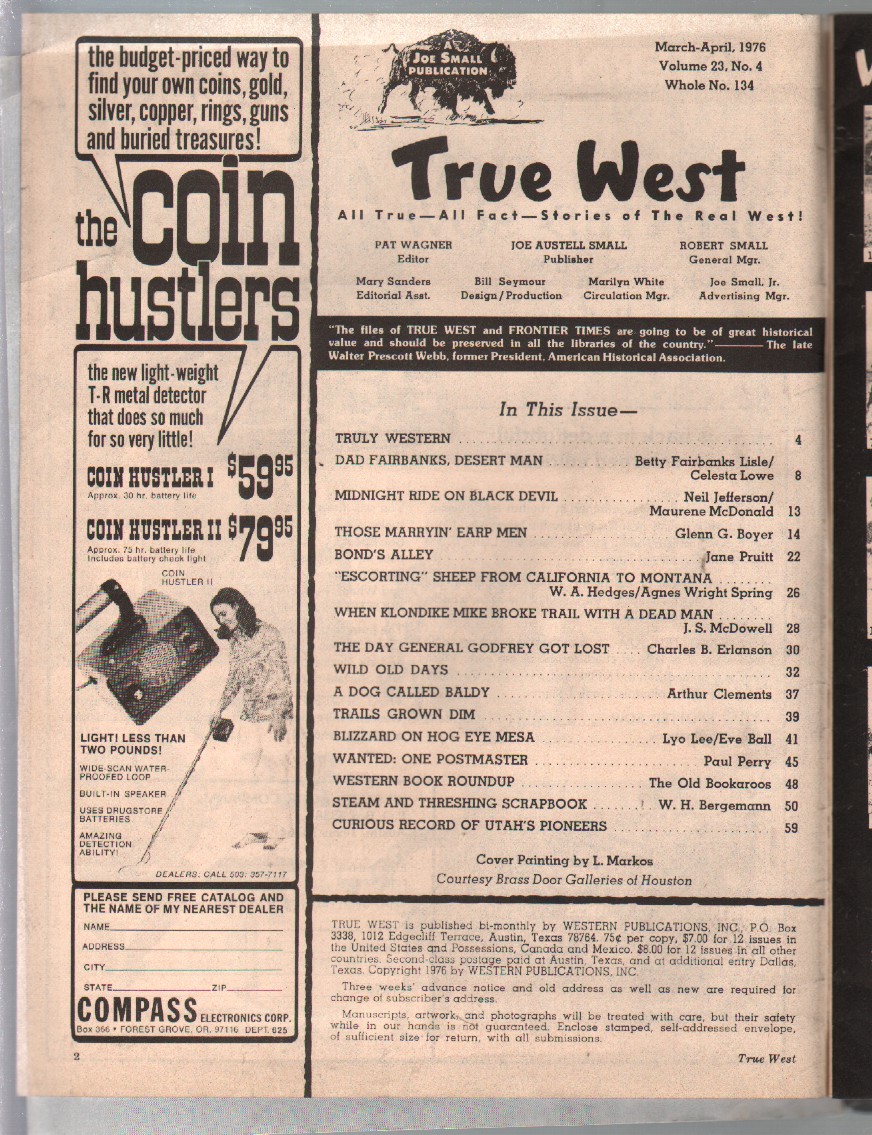 the budget-priced way to
find your own coins, gold,
silver, copper, rings, guns
and buried treasures!
the coin
hustlers
the new light-weight
T-R metal detector
that does so much
for so very little!
COIN HUSTLER I $59.95
Approx. 30 hr. battery life
COIN HUSTLER II $79.95
Approx. 75 hr. battery life
Includes battery check light
COIN
HUSTLER II
LIGHT! LESS THAN
TWO POUNDS!
WIDE-SCAN WATER-
PROOFED LOOP
BUILT-IN SPEAKER
USES DRUGSTORE
BATTERIES
AMAZING
DETECTION
ABILITY!
DEALERS: CALL 503: 357-7117
PLEASE SEND FREE CATALOG AND
THE NAME OF MY NEAREST DEALER
NAME
ADDRESS
CITY
STATE ZIP
COMPASS ELECTRONICS CORP.
Box 366 • FOREST GROVE, OR. 97116 DEPT. 625
2
A
JOE SMALL
PUBLICATION
March-April, 1976
Volume 23, No. 4
Whole No. 134
True West
All True—All Fact—Stories of The Real West!
PAT WAGNER JOE AUSTELL SMALL ROBERT SMALL
Editor Publisher General Mgr.
Mary Sanders Bill Seymour Marilyn White Joe Small, Jr.
Editorial Asst. Design/Production Circulation Mgr. Advertising Mgr.
"The files of TRUE WEST and FRONTIER TIMES are going to be of great historical
value and should be preserved in all the libraries of the country."——— The late
Walter Prescott Webb, former President, American Historical Association.
In This Issue—
TRULY WESTERN 4
DAD FAIRBANKS, DESERT MAN Betty Fairbanks Lisle/
Celesta Lowe 8
MIDNIGHT RIDE ON BLACK DEVIL Neil Jefferson/
Maurene McDonald 13
THOSE MARRYIN' EARP MEN Glenn G. Boyer 14
BOND'S ALLEY Jane Pruitt 22
"ESCORTING" SHEEP FROM CALIFORNIA TO MONTANA
W. A. Hedges/Agnes Wright Spring 26
WHEN KLONDIKE MIKE BROKE TRAIL WITH A DEAD MAN
J. S. McDowell 28
THE DAY GENERAL GODFREY GOT LOST Charles B. Erlanson 30
WILD OLD DAYS 32
A DOG CALLED BALDY Arthur Clements 37
TRAILS GROWN DIM 39
BLIZZARD ON HOG EYE MESA Lyo Lee/Eve Ball 41
WANTED: ONE POSTMASTER Paul Perry 45
WESTERN BOOK ROUNDUP The Old Bookaroos 48
STEAM AND THRESHING SCRAPBOOK W. H. Bergemann 50
CURIOUS RECORD OF UTAH'S PIONEERS 59
Cover Painting by L. Markos
Courtesy Brass Door Galleries of Houston
TRUE WEST is published bi-monthly by WESTERN PUBLICATIONS, INC., P.O. Box
3338, 1012 Edgecliff Terrace, Austin, Texas 78764. 75¢ per copy, $7.00 for 12 issues in
the United States and Possessions, Canada and Mexico. $8.00 for 12 issues in all other
countries. Second-class postage paid at Austin, Texas, and at additional entry Dallas,
Texas. Copyright 1976 by WESTERN PUBLICATIONS, INC.
Three weeks' advance notice and old address as well as new are required for
change of subscriber's address.
Manuscripts, artwork, and photographs will be treated with care, but their safety
while in our hands is not guaranteed. Enclose stamped, self-addressed envelope,
of sufficient size for return, with all submissions.
True West